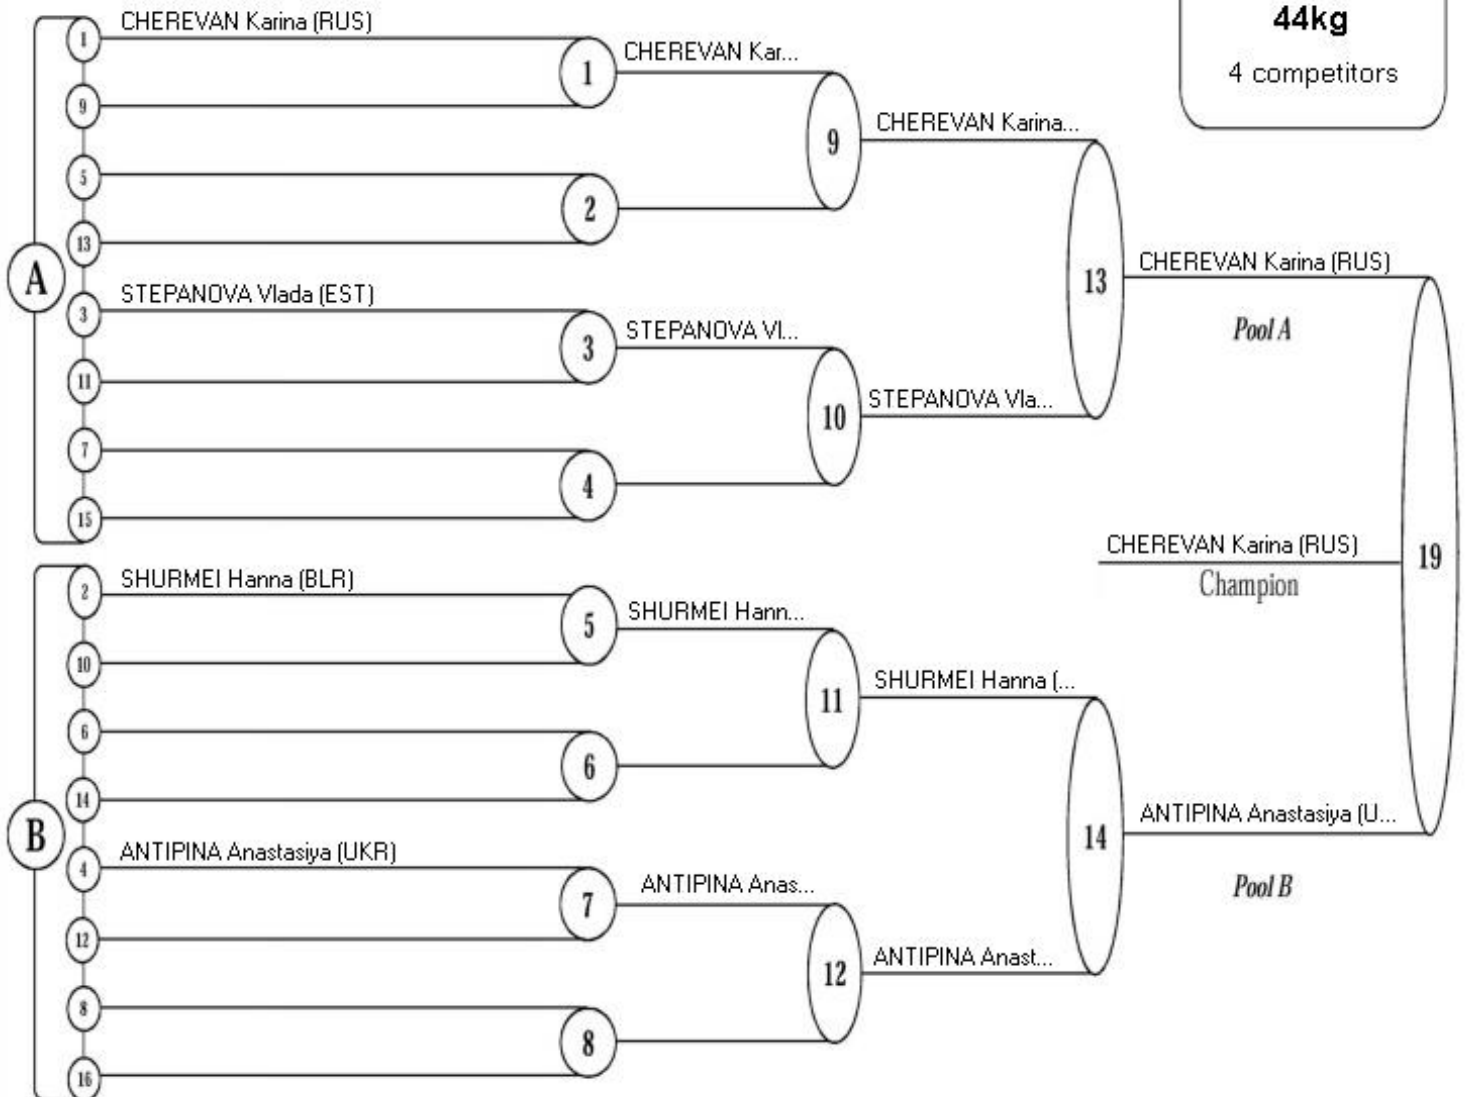 44kg
4 competitors
A
1
CHEREVAN Karina (RUS)
9
5
13
3
STEPANOVA Vlada (EST)
11
7
15
B
2
SHURMEI Hanna (BLR)
10
6
14
4
ANTIPINA Anastasiya (UKR)
12
8
16
1
CHEREVAN Kar...
2
3
STEPANOVA Vl...
4
5
SHURMEI Hann...
6
7
ANTIPINA Anas...
8
9
CHEREVAN Karina...
10
STEPANOVA Vla...
11
SHURMEI Hanna (...
12
ANTIPINA Anast...
13
CHEREVAN Karina (RUS)
Pool A
14
ANTIPINA Anastasiya (U...
Pool B
19
CHEREVAN Karina (RUS)
Champion